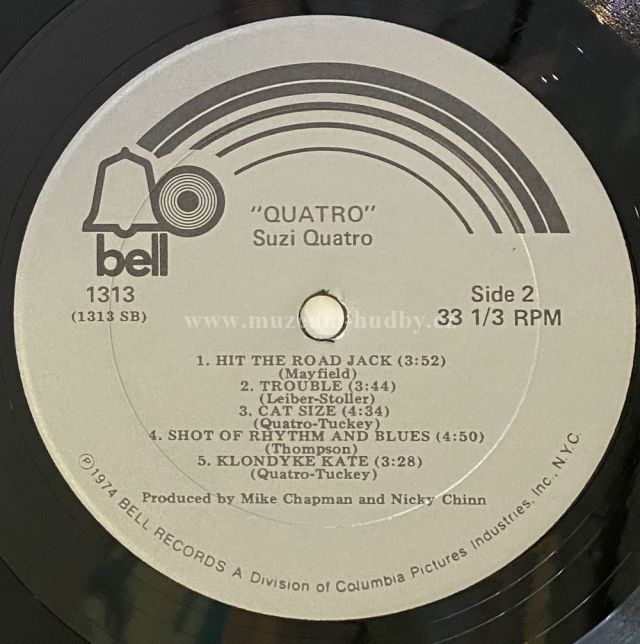 "QUATRO"
Suzi Quatro
bell
1313
(1313 SB)
Side 2
33 1/3 RPM
1. HIT THE ROAD JACK (3:52)
(Mayfield)
2. TROUBLE (3:44)
(Leiber-Stoller)
3. CAT SIZE (4:34)
(Quatro-Tuckey)
4. SHOT OF RHYTHM AND BLUES (4:50)
(Thompson)
5. KLONDYKE KATE (3:28)
(Quatro-Tuckey)
Produced by Mike Chapman and Nicky Chinn
℗1974 BELL RECORDS A Division of Columbia Pictures Industries, Inc., N.Y.C.